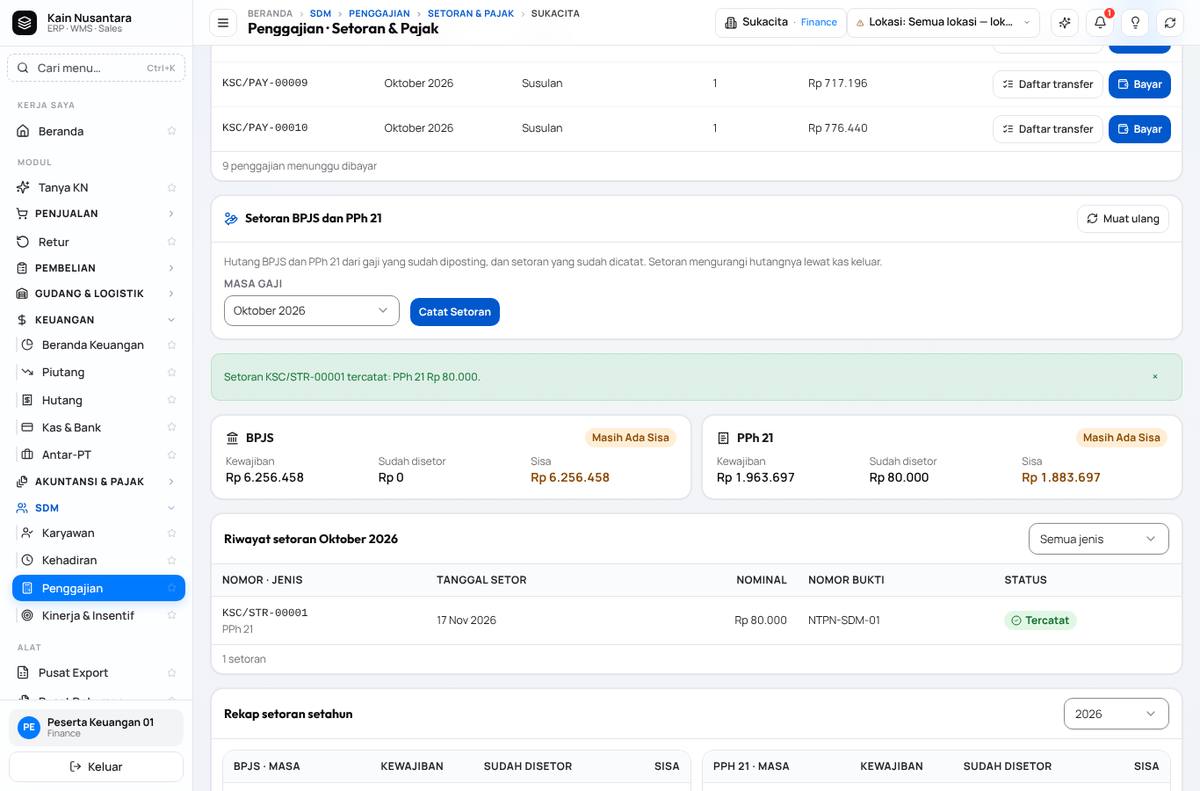 Kain Nusantara
ERP · WMS · Sales
Cari menu... Ctrl+K
KERJA SAYA
Beranda
MODUL
Tanya KN
PENJUALAN
Retur
PEMBELIAN
GUDANG & LOGISTIK
KEUANGAN
Beranda Keuangan
Piutang
Hutang
Kas & Bank
Antar-PT
AKUNTANSI & PAJAK
SDM
Karyawan
Kehadiran
Penggajian
Kinerja & Insentif
ALAT
Pusat Export
PE Peserta Keuangan 01
Finance
Keluar
BERANDA > SDM > PENGGAJIAN > SETORAN & PAJAK > SUKACITA
Penggajian · Setoran & Pajak
Sukacita · Finance
Lokasi: Semua lokasi — lok...
1
KSC/PAY-00009 Oktober 2026 Susulan 1 Rp 717.196 Daftar transfer Bayar
KSC/PAY-00010 Oktober 2026 Susulan 1 Rp 776.440 Daftar transfer Bayar
9 penggajian menunggu dibayar
Setoran BPJS dan PPh 21
Muat ulang
Hutang BPJS dan PPh 21 dari gaji yang sudah diposting, dan setoran yang sudah dicatat. Setoran mengurangi hutangnya lewat kas keluar.
MASA GAJI
Oktober 2026
Catat Setoran
Setoran KSC/STR-00001 tercatat: PPh 21 Rp 80.000. ×
BPJS Masih Ada Sisa
Kewajiban Sudah disetor Sisa
Rp 6.256.458 Rp 0 Rp 6.256.458
PPh 21 Masih Ada Sisa
Kewajiban Sudah disetor Sisa
Rp 1.963.697 Rp 80.000 Rp 1.883.697
Riwayat setoran Oktober 2026
Semua jenis
NOMOR · JENIS TANGGAL SETOR NOMINAL NOMOR BUKTI STATUS
KSC/STR-00001 17 Nov 2026 Rp 80.000 NTPN-SDM-01 Tercatat
PPh 21
1 setoran
Rekap setoran setahun
2026
BPJS · MASA KEWAJIBAN SUDAH DISETOR SISA
PPH 21 · MASA KEWAJIBAN SUDAH DISETOR SISA